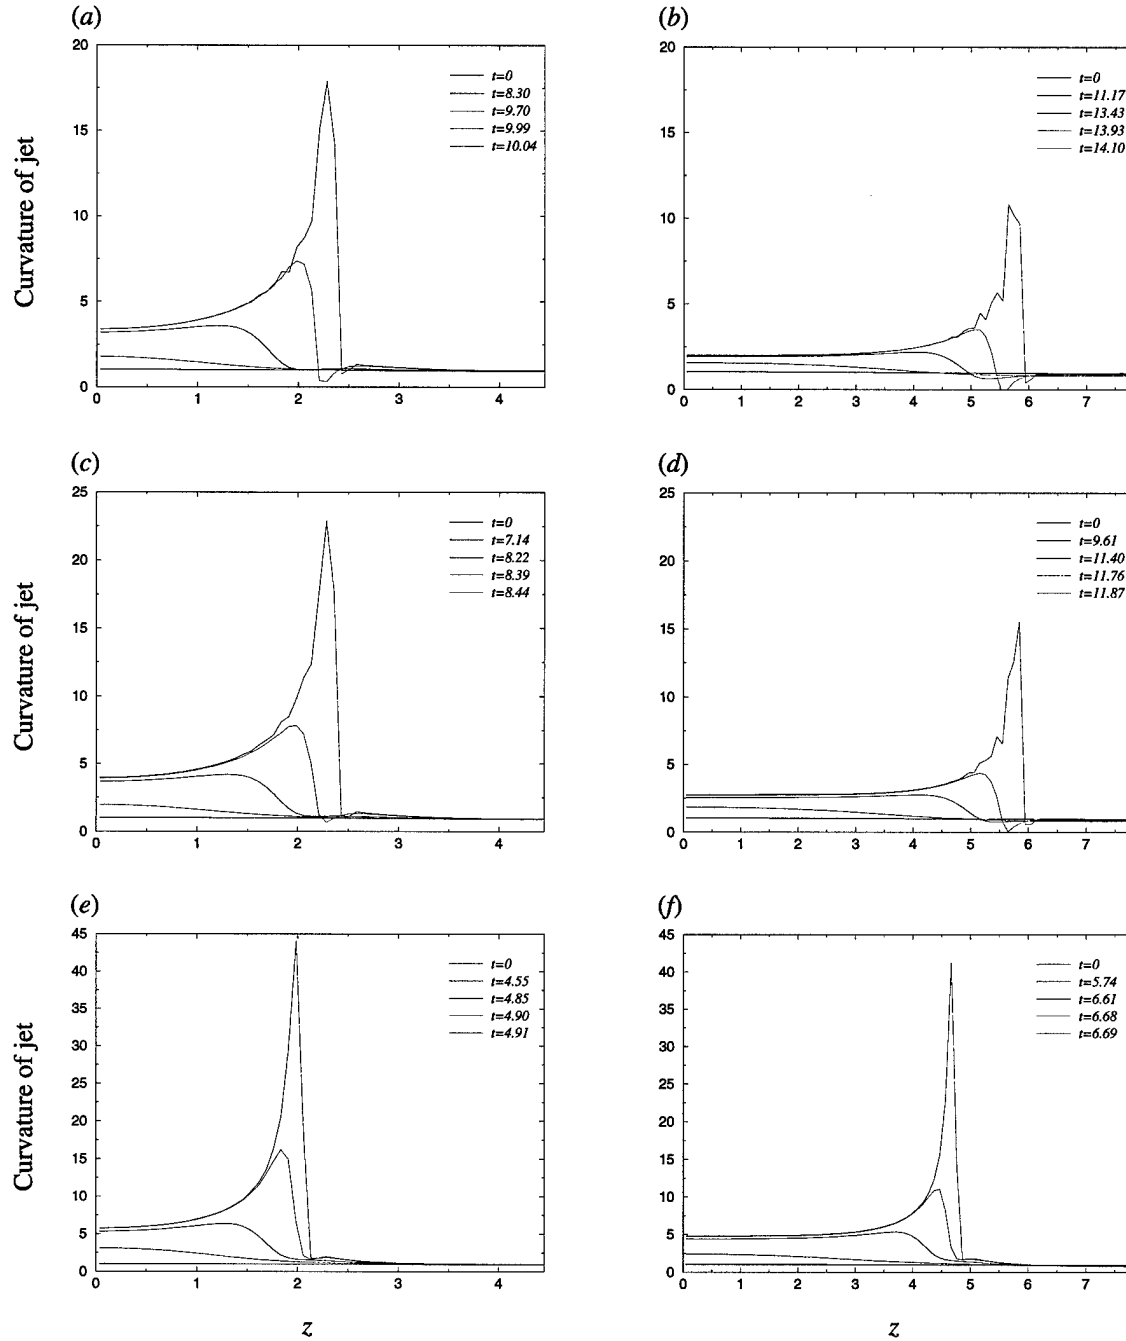 (a)
20
15
10
5
0
0 1 2 3 4
t=0
t=8.30
t=9.70
t=9.99
t=10.04
Curvature of jet
(b)
20
15
10
5
0
0 1 2 3 4 5 6 7
t=0
t=11.17
t=13.43
t=13.93
t=14.10
(c)
25
20
15
10
5
0
0 1 2 3 4
t=0
t=7.14
t=8.22
t=8.39
t=8.44
Curvature of jet
(d)
25
20
15
10
5
0
0 1 2 3 4 5 6 7
t=0
t=9.61
t=11.40
t=11.76
t=11.87
(e)
45
40
35
30
25
20
15
10
5
0
0 1 2 3 4
t=0
t=4.55
t=4.85
t=4.90
t=4.91
Curvature of jet
z
(f)
45
40
35
30
25
20
15
10
5
0
0 1 2 3 4 5 6 7
t=0
t=5.74
t=6.61
t=6.68
t=6.69
z